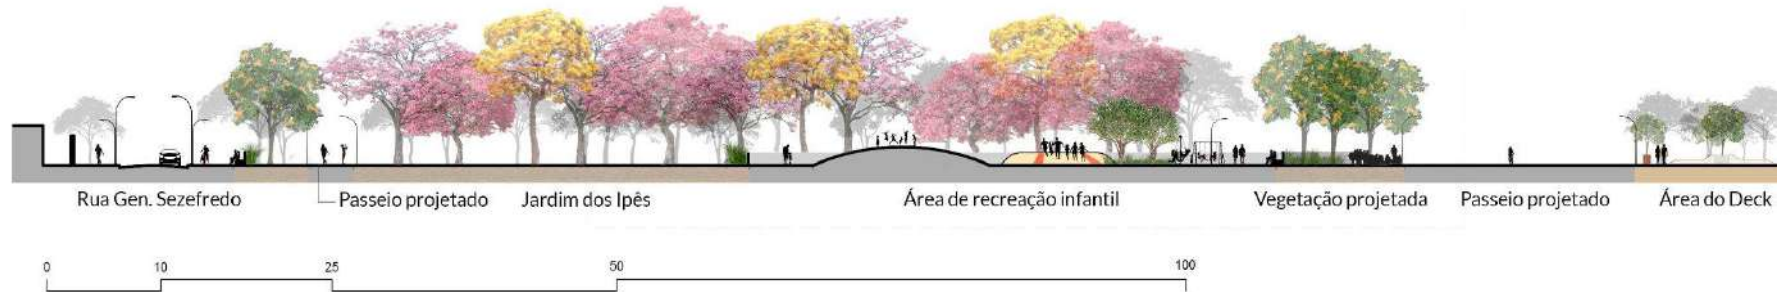 Rua Gen. Sezefredo
Passeio projetado
Jardim dos Ipês
Área de recreação infantil
Vegetação projetada
Passeio projetado
Área do Deck
0
10
25
50
100